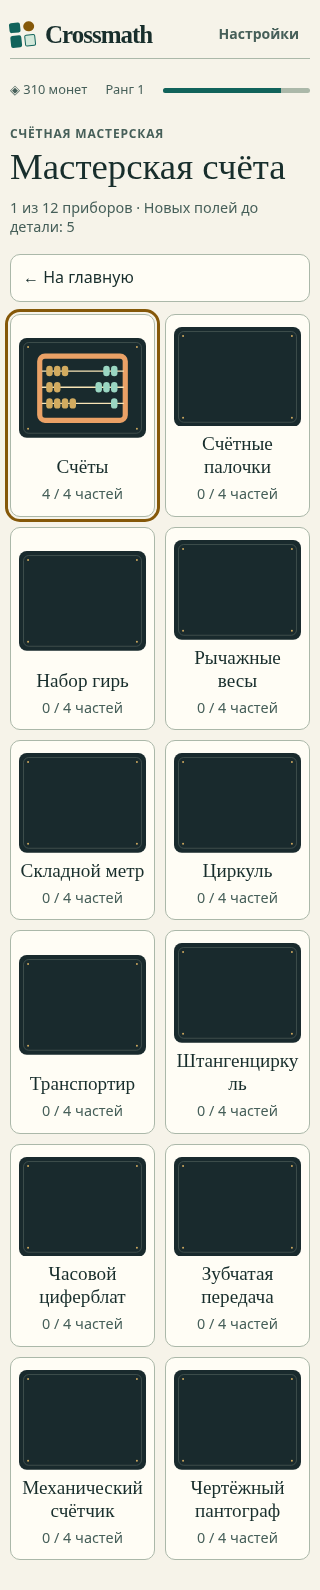 Crossmath
Настройки
◈ 310 монет
Ранг 1
СЧЁТНАЯ МАСТЕРСКАЯ
Мастерская счёта
1 из 12 приборов · Новых полей до
детали: 5
← На главную
Счёты
4 / 4 частей
Счётные
палочки
0 / 4 частей
Набор гирь
0 / 4 частей
Рычажные
весы
0 / 4 частей
Складной метр
0 / 4 частей
Циркуль
0 / 4 частей
Транспортир
0 / 4 частей
Штангенцирку
ль
0 / 4 частей
Часовой
циферблат
0 / 4 частей
Зубчатая
передача
0 / 4 частей
Механический
счётчик
0 / 4 частей
Чертёжный
пантограф
0 / 4 частей